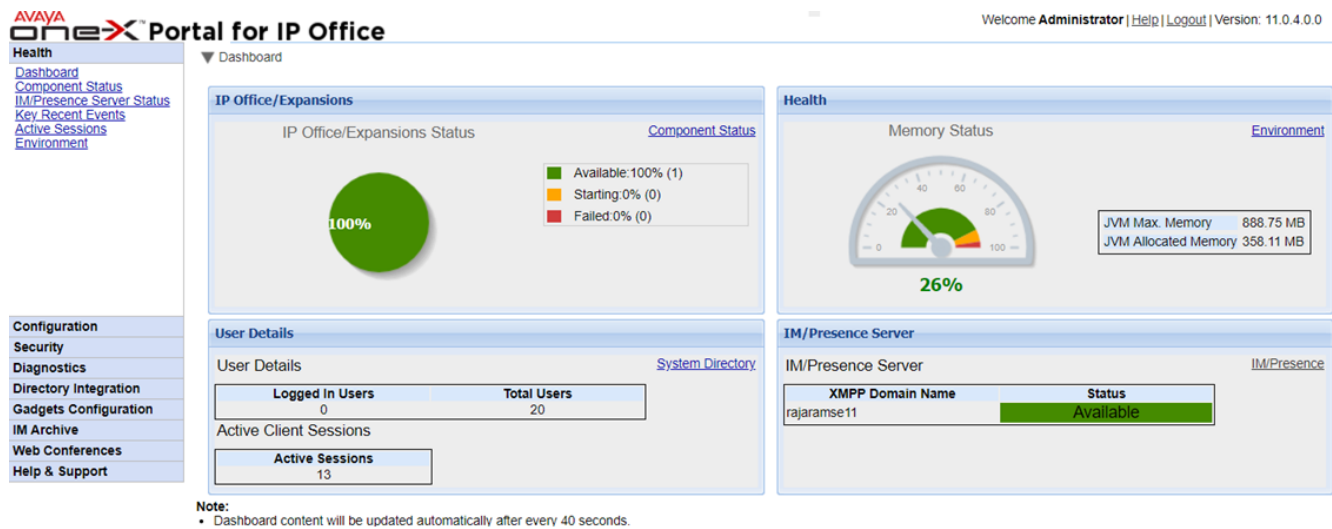 AVAYA
one-X™ Portal for IP Office
Welcome Administrator | Help | Logout | Version: 11.0.4.0.0
Health
Dashboard
Component Status
IM/Presence Server Status
Key Recent Events
Active Sessions
Environment
Configuration
Security
Diagnostics
Directory Integration
Gadgets Configuration
IM Archive
Web Conferences
Help & Support
▼ Dashboard
IP Office/Expansions
IP Office/Expansions Status
Component Status
100%
Available:100% (1)
Starting:0% (0)
Failed:0% (0)
Health
Memory Status
Environment
0 20 40 60 80 100
26%
JVM Max. Memory 888.75 MB
JVM Allocated Memory 358.11 MB
User Details
User Details
System Directory
Logged In Users Total Users
0 20
Active Client Sessions
Active Sessions
13
IM/Presence Server
IM/Presence Server
IM/Presence
XMPP Domain Name Status
rajaramse11 Available
Note:
• Dashboard content will be updated automatically after every 40 seconds.